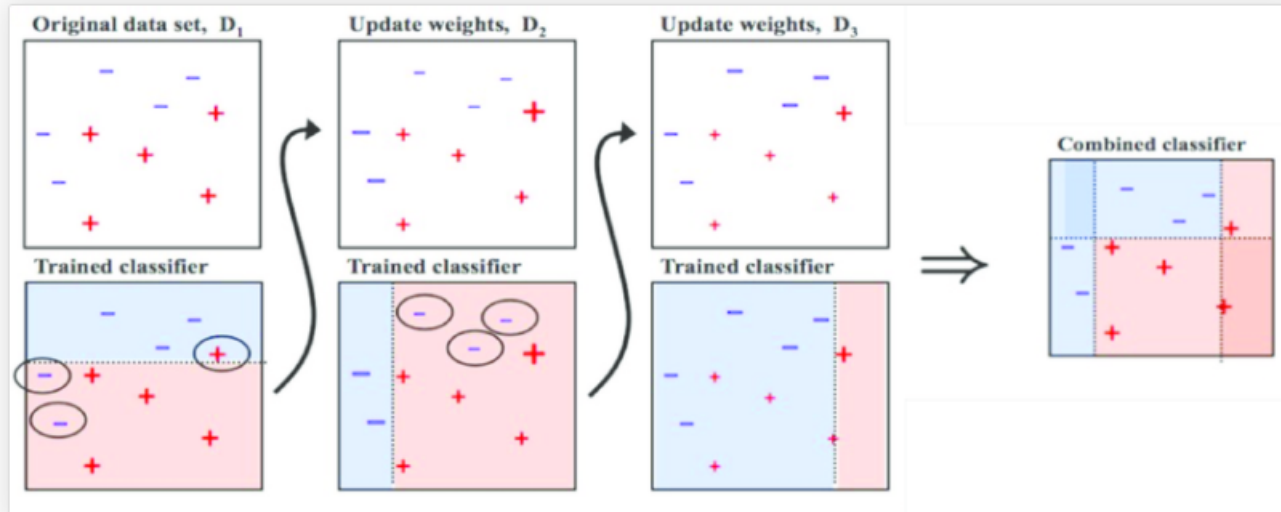 Original data set, D₁
Update weights, D₂
Update weights, D₃
Combined classifier
Trained classifier
Trained classifier
Trained classifier